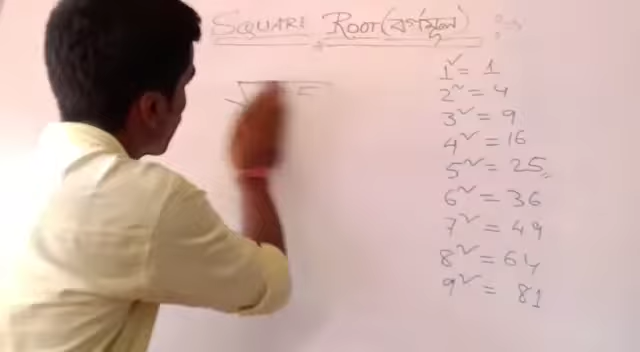 SQUARE ROOT (বর্গমূল) :-
1² = 1
2² = 4
3² = 9
4² = 16
5² = 25
6² = 36
7² = 49
8² = 64
9² = 81